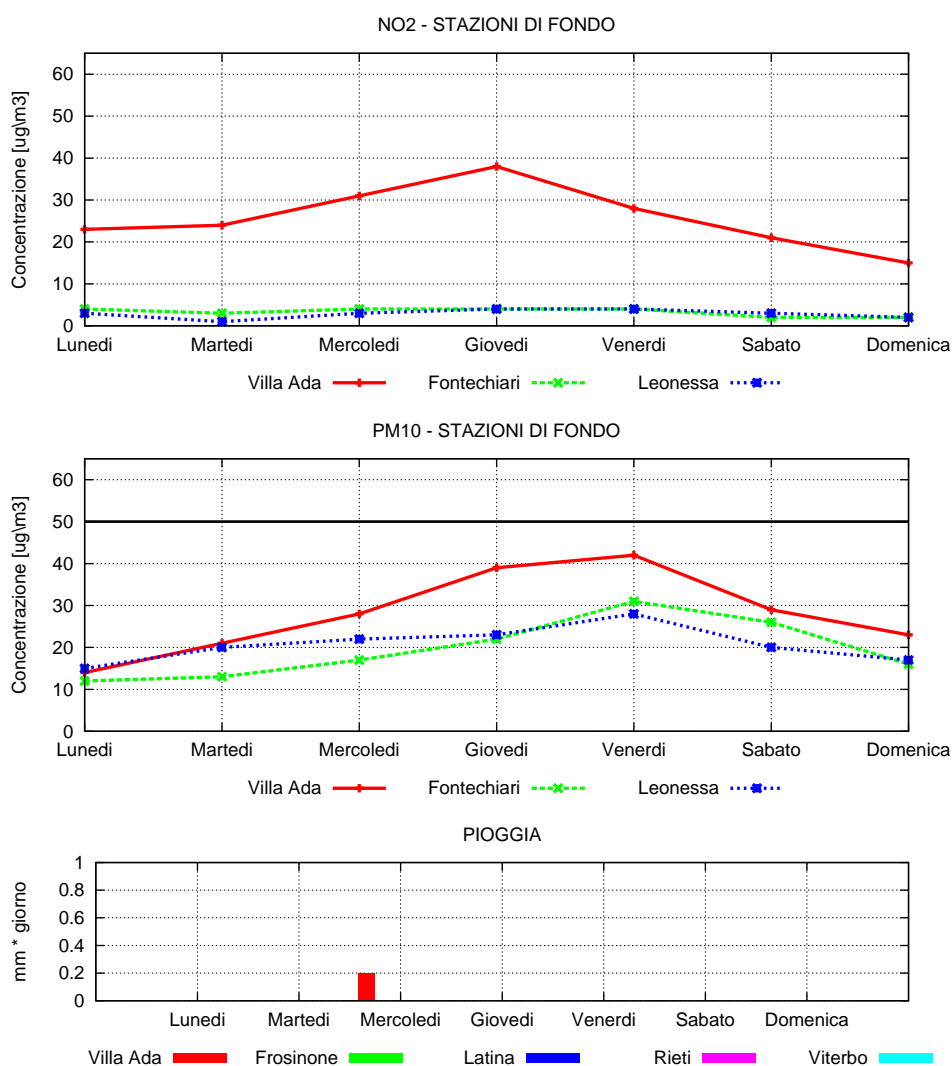 NO2 - STAZIONI DI FONDO
Concentrazione [ug\m3]
60
50
40
30
20
10
0
Lunedi Martedi Mercoledi Giovedi Venerdi Sabato Domenica
Villa Ada Fontechiari Leonessa
PM10 - STAZIONI DI FONDO
Concentrazione [ug\m3]
60
50
40
30
20
10
0
Lunedi Martedi Mercoledi Giovedi Venerdi Sabato Domenica
Villa Ada Fontechiari Leonessa
PIOGGIA
mm * giorno
1
0.8
0.6
0.4
0.2
0
Lunedi Martedi Mercoledi Giovedi Venerdi Sabato Domenica
Villa Ada Frosinone Latina Rieti Viterbo